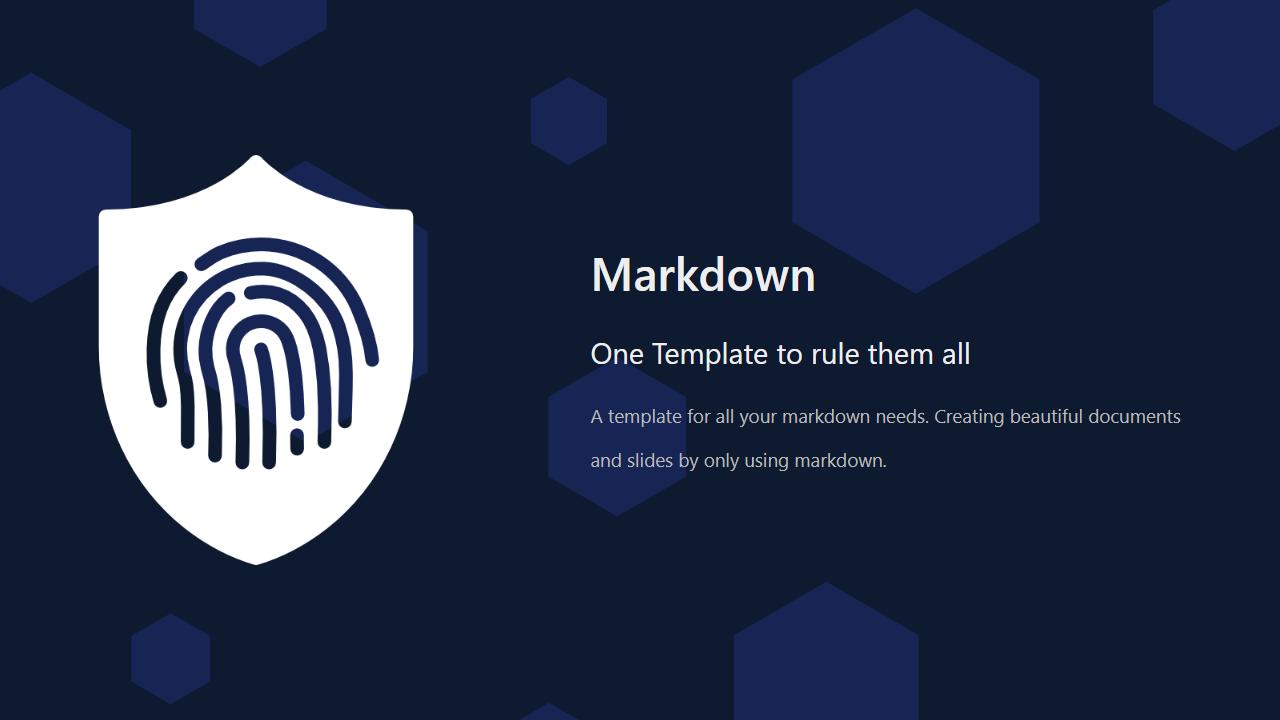 Markdown
One Template to rule them all
A template for all your markdown needs. Creating beautiful documents
and slides by only using markdown.